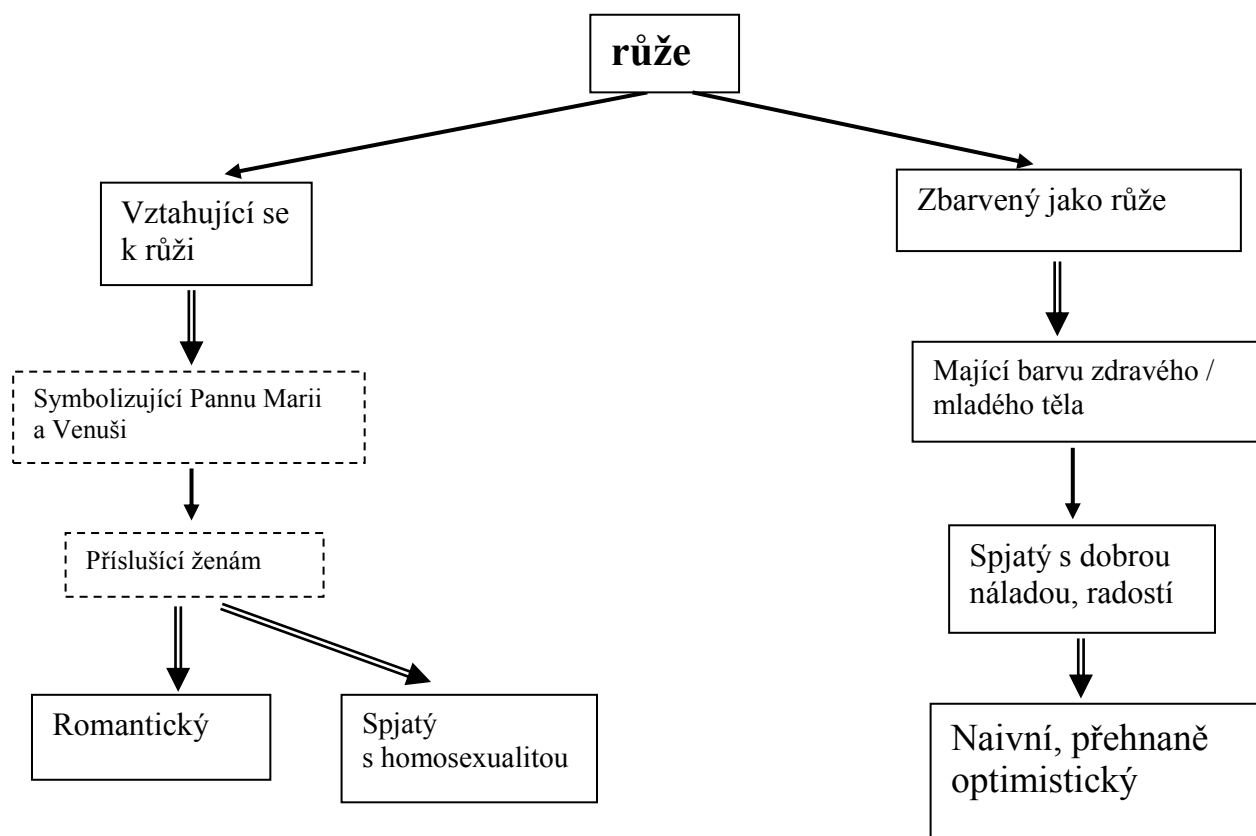 růže
Vztahující se
k růži
Zbarvený jako růže
Symbolizující Pannu Marii
a Venuši
Mající barvu zdravého /
mladého těla
Příslušící ženám
Spjatý s dobrou
náladou, radostí
Romantický
Spjatý
s homosexualitou
Naivní, přehnaně
optimistický